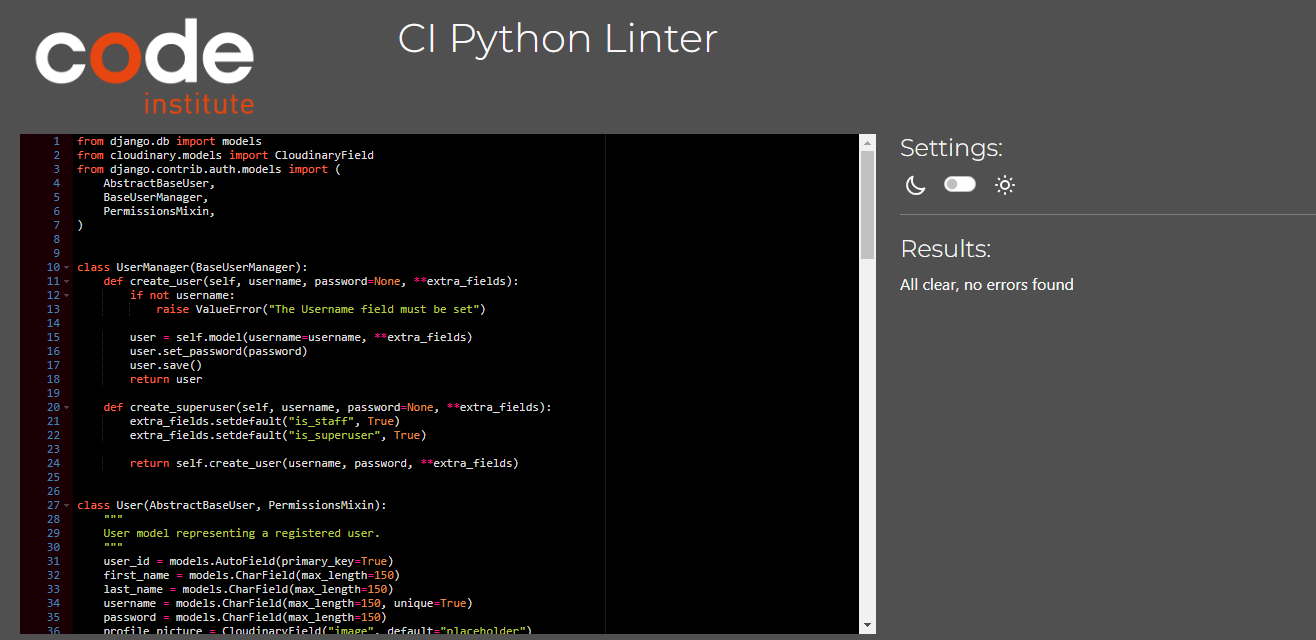 code
institute
CI Python Linter
1 from django.db import models
2 from cloudinary.models import CloudinaryField
3 from django.contrib.auth.models import (
4     AbstractBaseUser,
5     BaseUserManager,
6     PermissionsMixin,
7 )
8
9
10 class UserManager(BaseUserManager):
11     def create_user(self, username, password=None, **extra_fields):
12         if not username:
13             raise ValueError("The Username field must be set")
14
15         user = self.model(username=username, **extra_fields)
16         user.set_password(password)
17         user.save()
18         return user
19
20     def create_superuser(self, username, password=None, **extra_fields):
21         extra_fields.setdefault("is_staff", True)
22         extra_fields.setdefault("is_superuser", True)
23
24         return self.create_user(username, password, **extra_fields)
25
26
27 class User(AbstractBaseUser, PermissionsMixin):
28     """
29     User model representing a registered user.
30     """
31     user_id = models.AutoField(primary_key=True)
32     first_name = models.CharField(max_length=150)
33     last_name = models.CharField(max_length=150)
34     username = models.CharField(max_length=150, unique=True)
35     password = models.CharField(max_length=150)
36     profile_picture = CloudinaryField("image", default="placeholder")
Settings:
Results:
All clear, no errors found